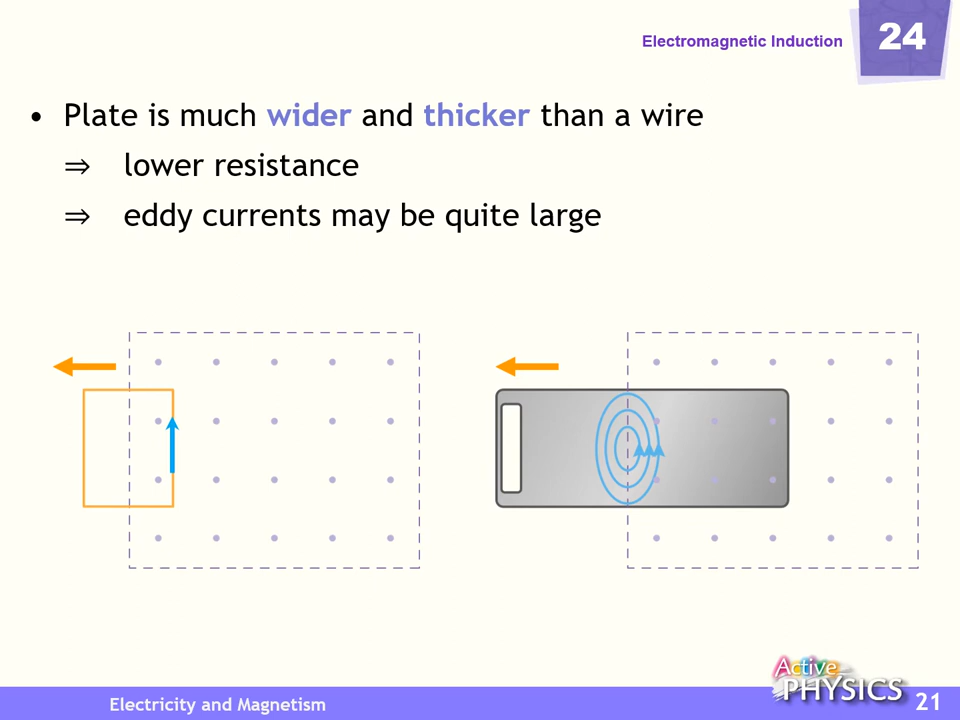 Electromagnetic Induction
24
• Plate is much wider and thicker than a wire
⇒ lower resistance
⇒ eddy currents may be quite large
Active
PHYSICS
Electricity and Magnetism
21